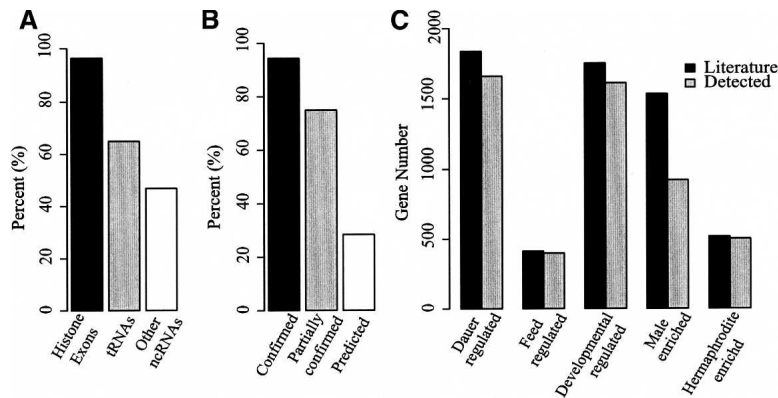 A
Percent (%)
100
80
60
40
20
0
Histone
Exons
tRNAs
Other
ncRNAs
B
Percent (%)
100
80
60
40
20
0
Confirmed
Partially
confirmed
Predicted
C
Gene Number
2000
1500
1000
500
0
Literature
Detected
Dauer
regulated
Feed
regulated
Developmental
regulated
Male
enriched
Hermaphrodite
enrichd